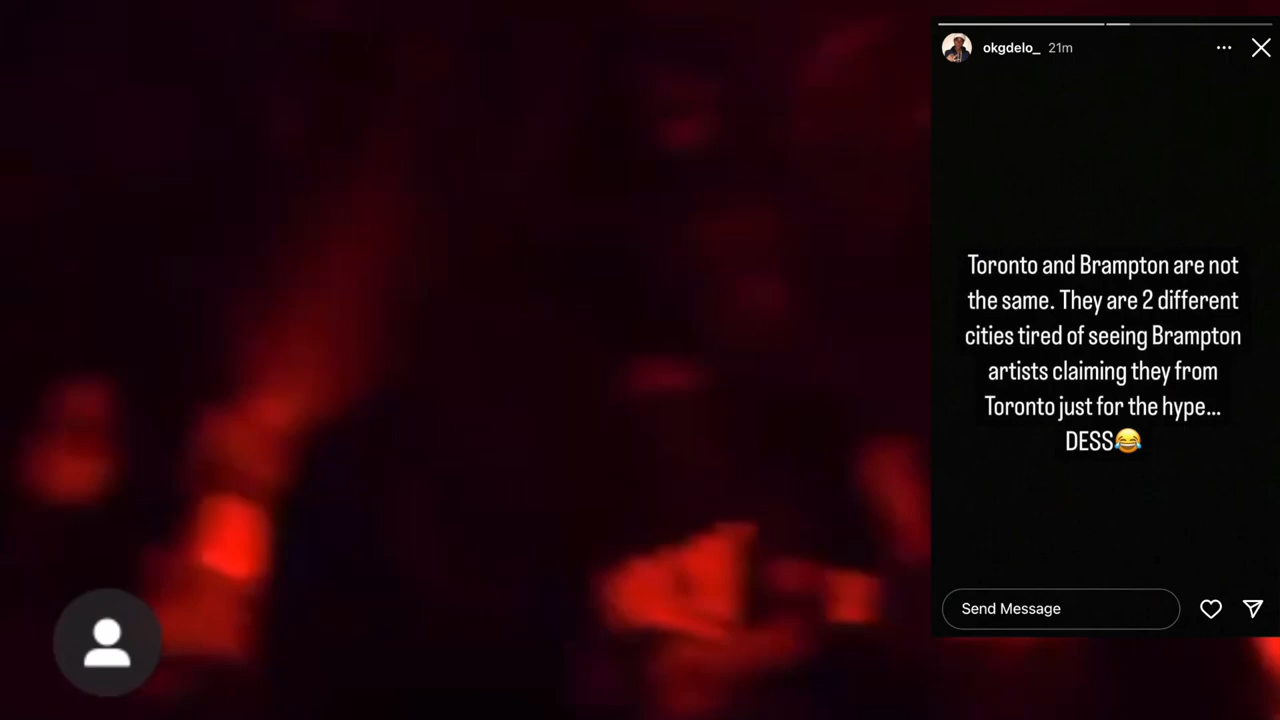 okgdelo_ 21m
Toronto and Brampton are not
the same. They are 2 different
cities tired of seeing Brampton
artists claiming they from
Toronto just for the hype...
DESS😂
Send Message